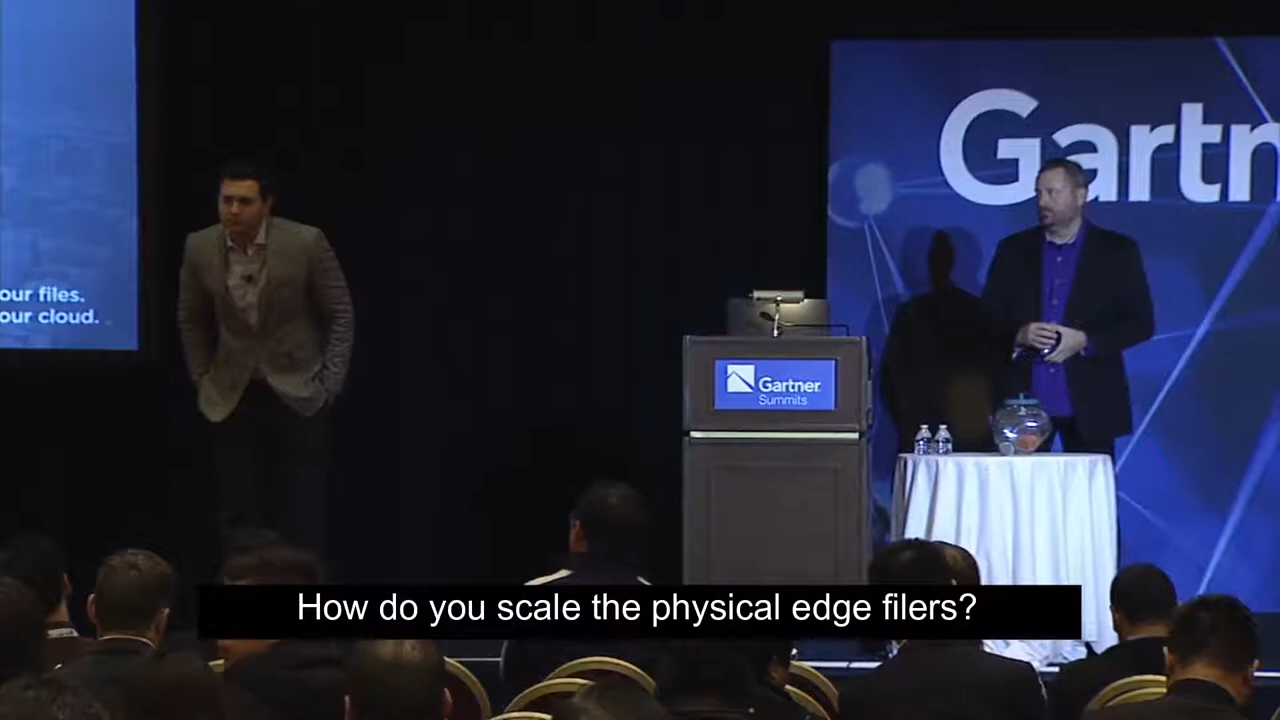 our files.
our cloud.
Gartn
Gartner
Summits
How do you scale the physical edge filers?